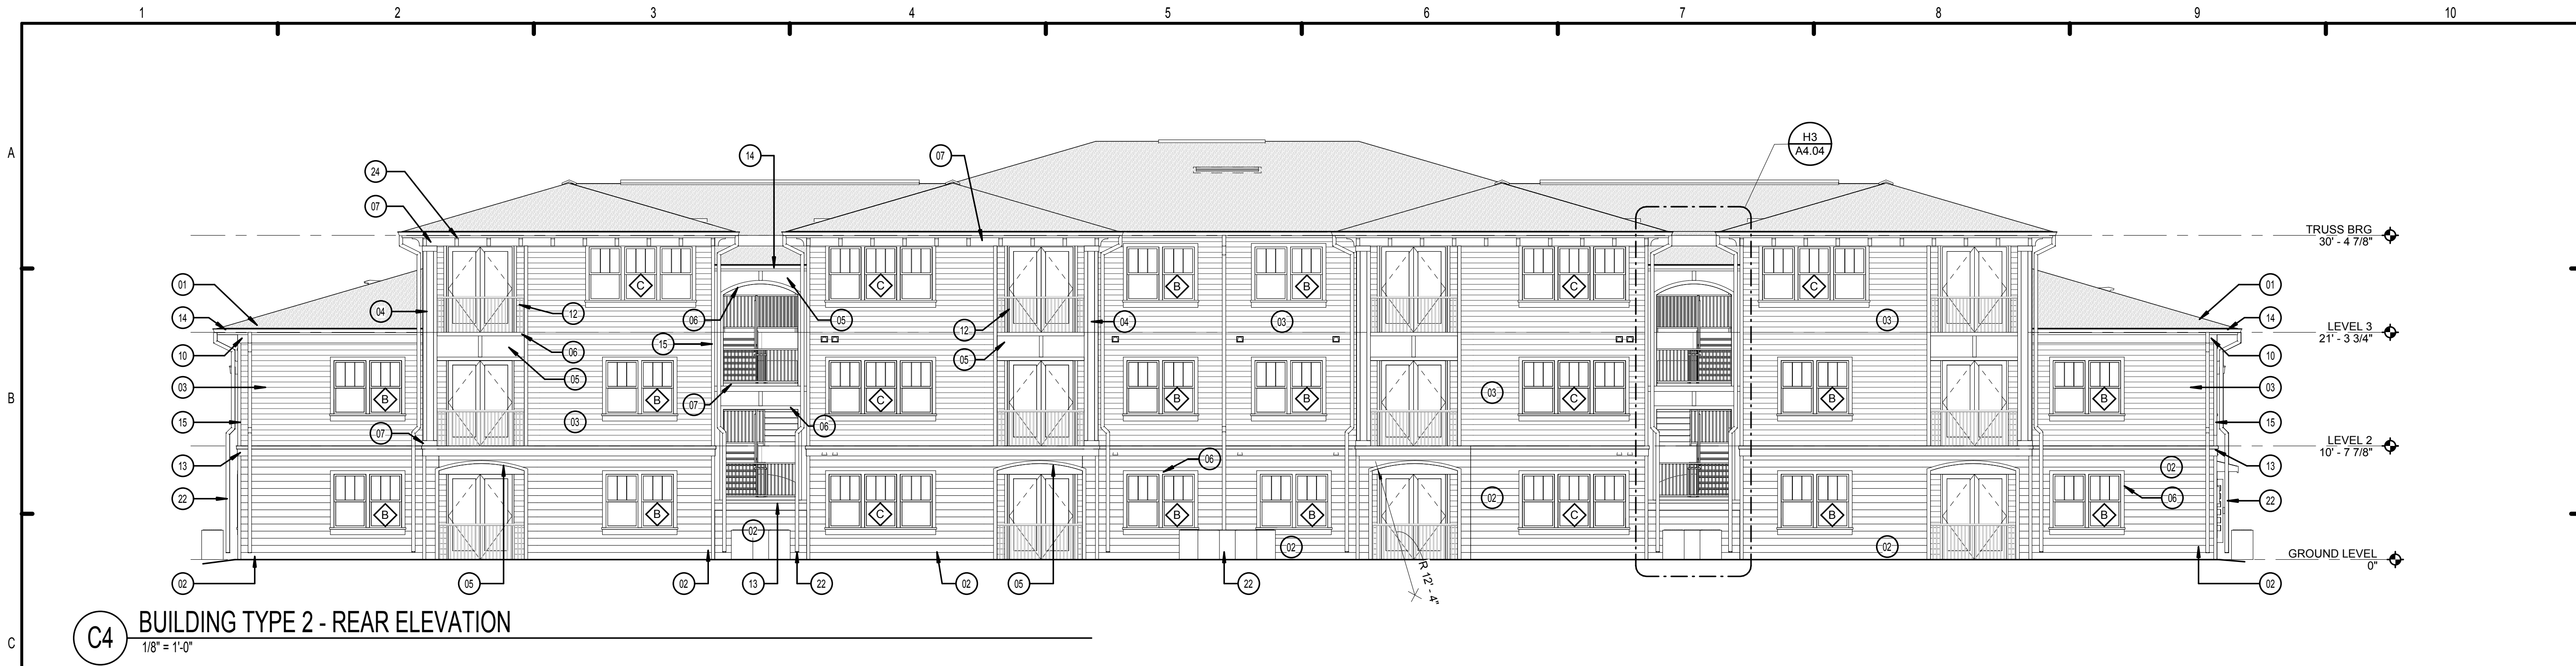 1 2 3 4 5 6 7 8 9 10
A
B
C
H3
A4.04
14
07
24
07
TRUSS BRG
30' - 4 7/8"
01
C
C
B
B
C
C
01
14
04
12
06
05
12
04
03
03
14
LEVEL 3
21' - 3 3/4"
10
06
15
05
10
03
05
03
B
03
B
07
C
B
B
03
C
B
B
15
07
06
15
LEVEL 2
10' - 7 7/8"
13
06
02
13
22
02
06
22
B
B
C
B
B
C
B
B
02
02
02
GROUND LEVEL
0"
02
05
02
13
22
02
05
22
R 12' - 4"
02
C4
BUILDING TYPE 2 - REAR ELEVATION
1/8" = 1'-0"